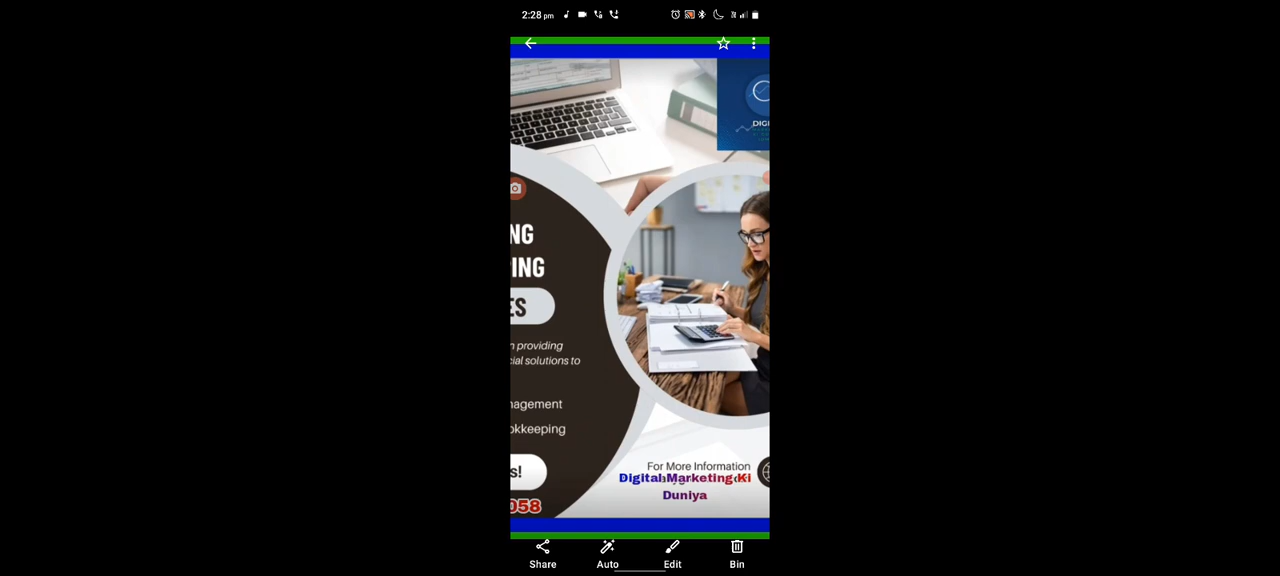 2:28 pm
DIGI
NG
ING
ES
n providing
cial solutions to
nagement
okkeeping
s!
058
For More Information
Digital Marketing Ki
Duniya
Share
Auto
Edit
Bin